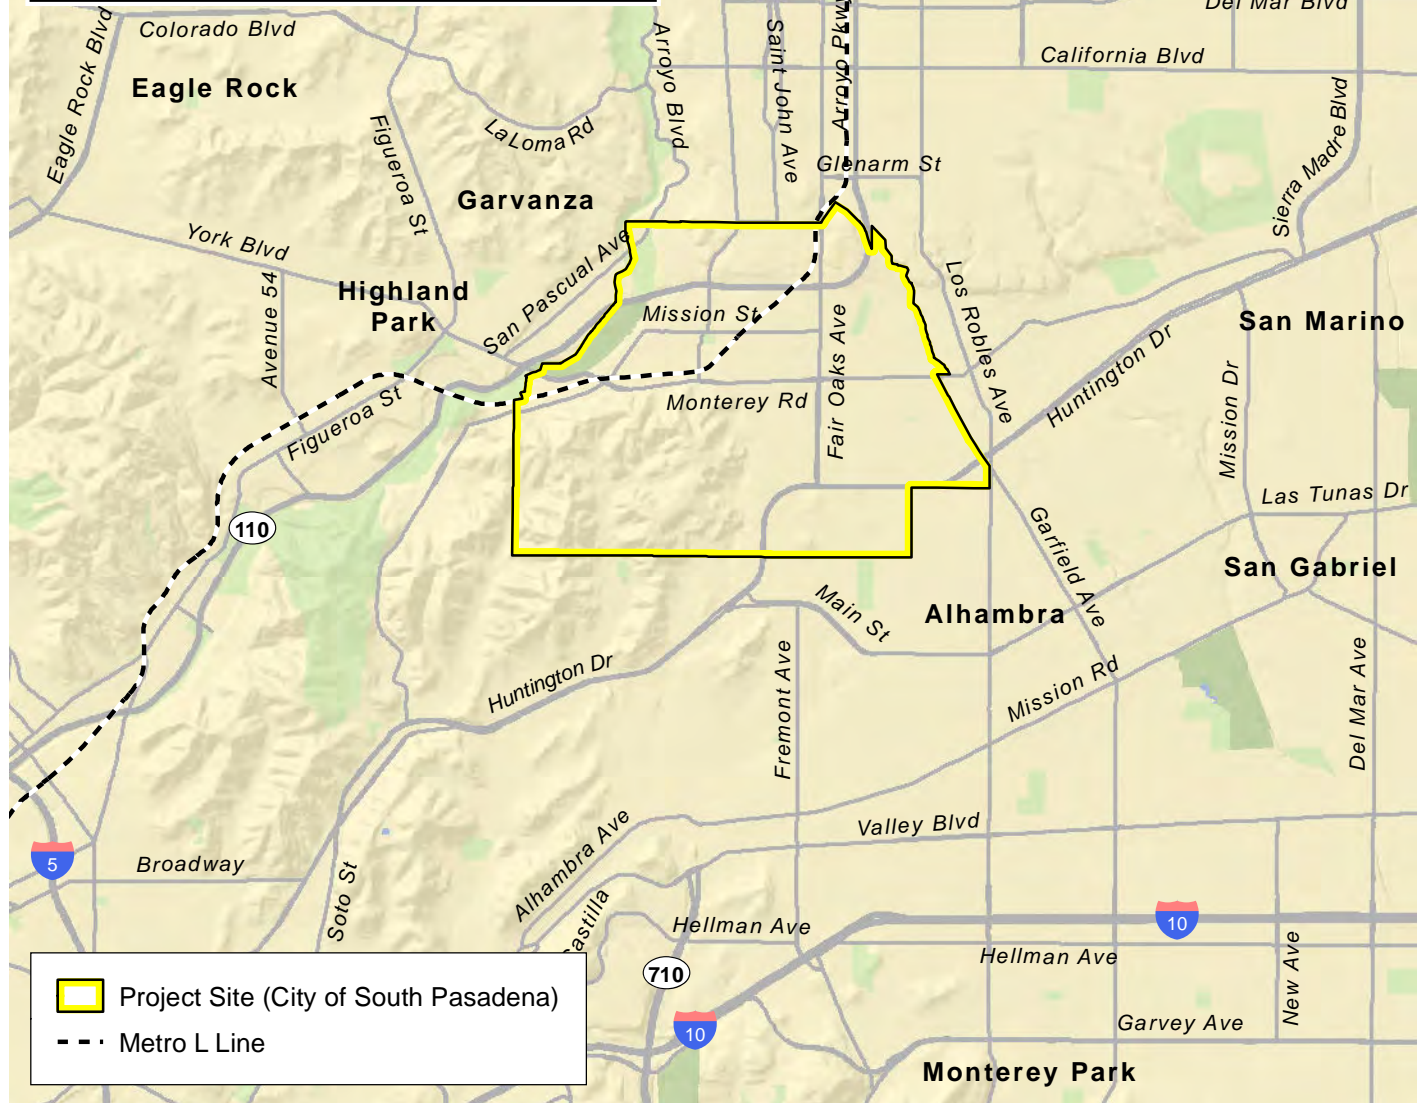 Del Mar Blvd
Colorado Blvd
California Blvd
Eagle Rock Blvd
Eagle Rock
Arroyo Blvd
Saint John Ave
Arroyo Pkwy
La Loma Rd
Figueroa St
Glenarm St
Sierra Madre Blvd
Garvanza
York Blvd
San Pascual Ave
Avenue 54
Highland
Park
Mission St
Los Robles Ave
San Marino
Fair Oaks Ave
Huntington Dr
Mission Dr
Monterey Rd
Figueroa St
Las Tunas Dr
110
Garfield Ave
San Gabriel
Main St
Alhambra
Huntington Dr
Fremont Ave
Mission Rd
Del Mar Ave
Alhambra Ave
Valley Blvd
5
Broadway
Soto St
Castilla
Hellman Ave
10
Hellman Ave
New Ave
710
10
Garvey Ave
Monterey Park
Project Site (City of South Pasadena)
Metro L Line